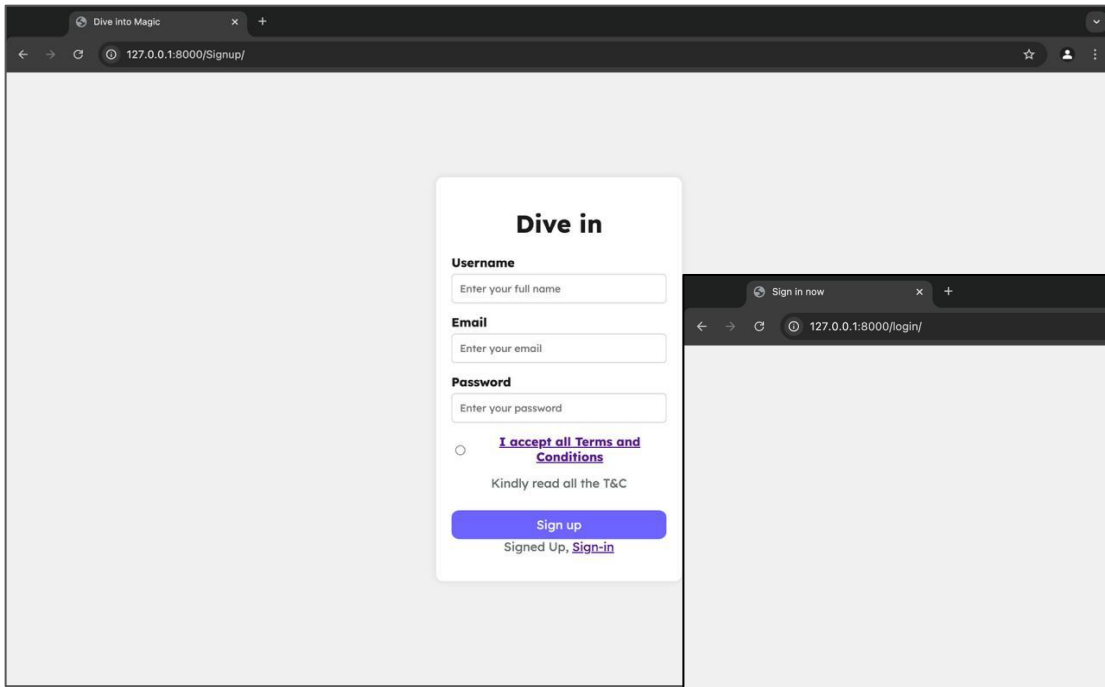 Dive into Magic
127.0.0.1:8000/Signup/
Dive in
Username
Enter your full name
Email
Enter your email
Password
Enter your password
I accept all Terms and
Conditions
Kindly read all the T&C
Sign up
Signed Up, Sign-in
Sign in now
127.0.0.1:8000/login/